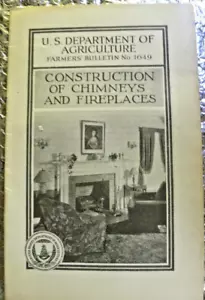 U.S. DEPARTMENT OF
AGRICULTURE
FARMERS' BULLETIN No. 1649
CONSTRUCTION
OF CHIMNEYS
AND FIREPLACES